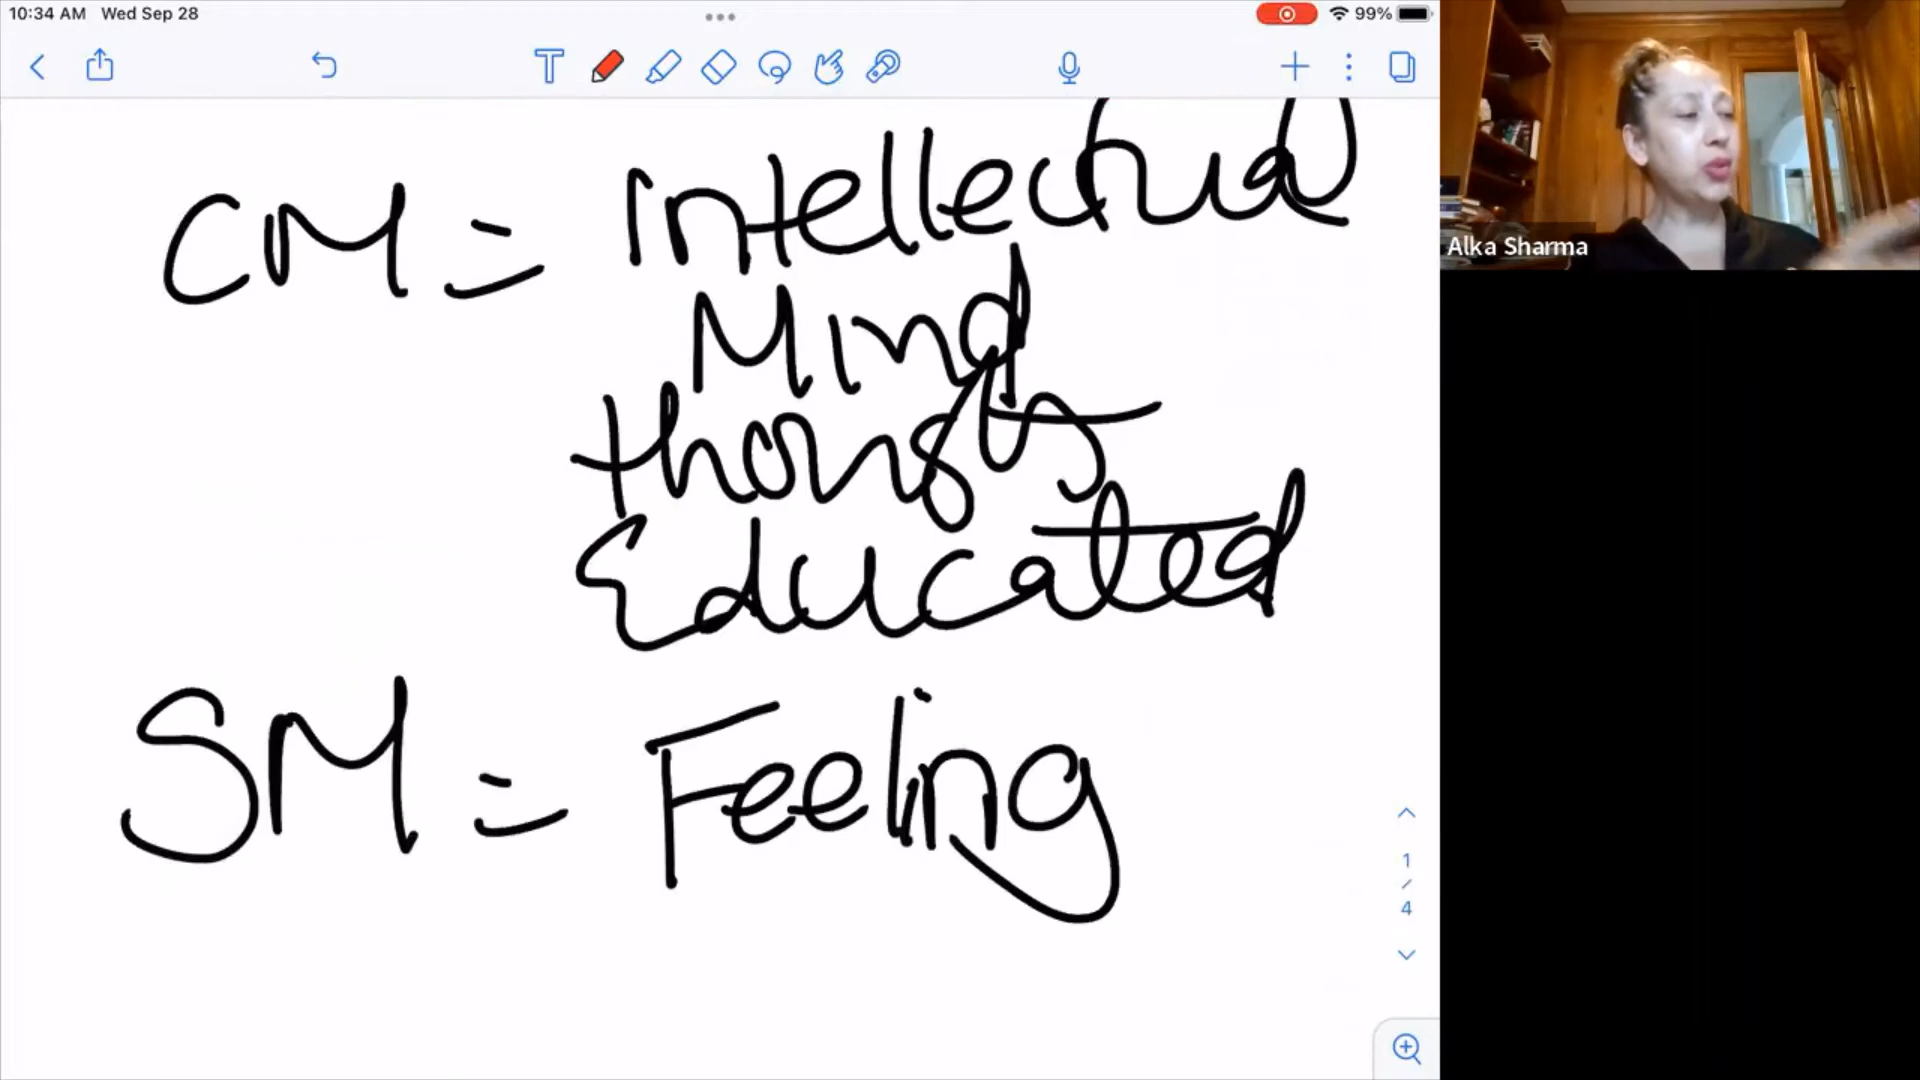 10:34 AM Wed Sep 28
99%
T
Alka Sharma
CM = intellectual
Mind
thoughts
Educated
SM = Feeling
1
/
4